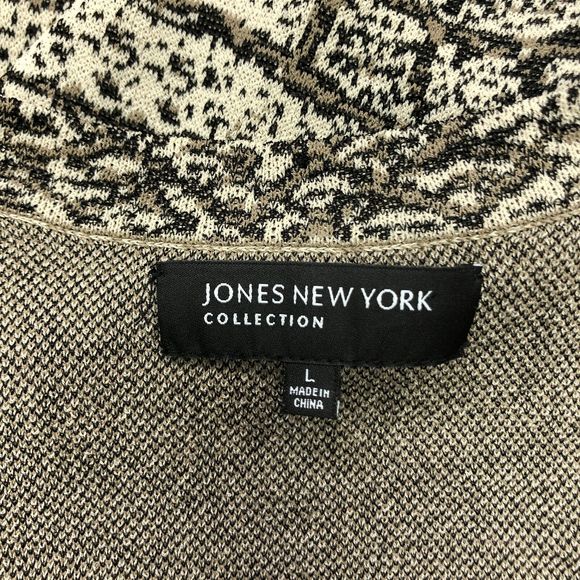 JONES NEW YORK
COLLECTION
L
MADE IN
CHINA